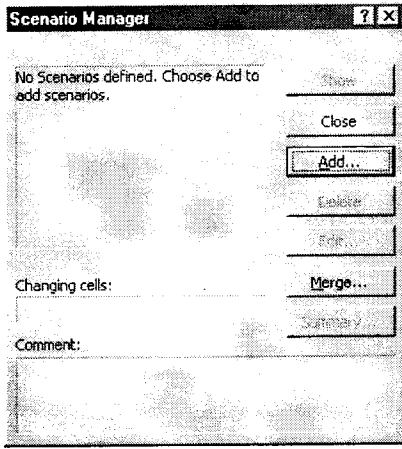 Scenario Manager ? X
No Scenarios defined. Choose Add to
add scenarios.
Show
Close
Add...
Delete
Edit...
Changing cells:
Merge...
Summary...
Comment: